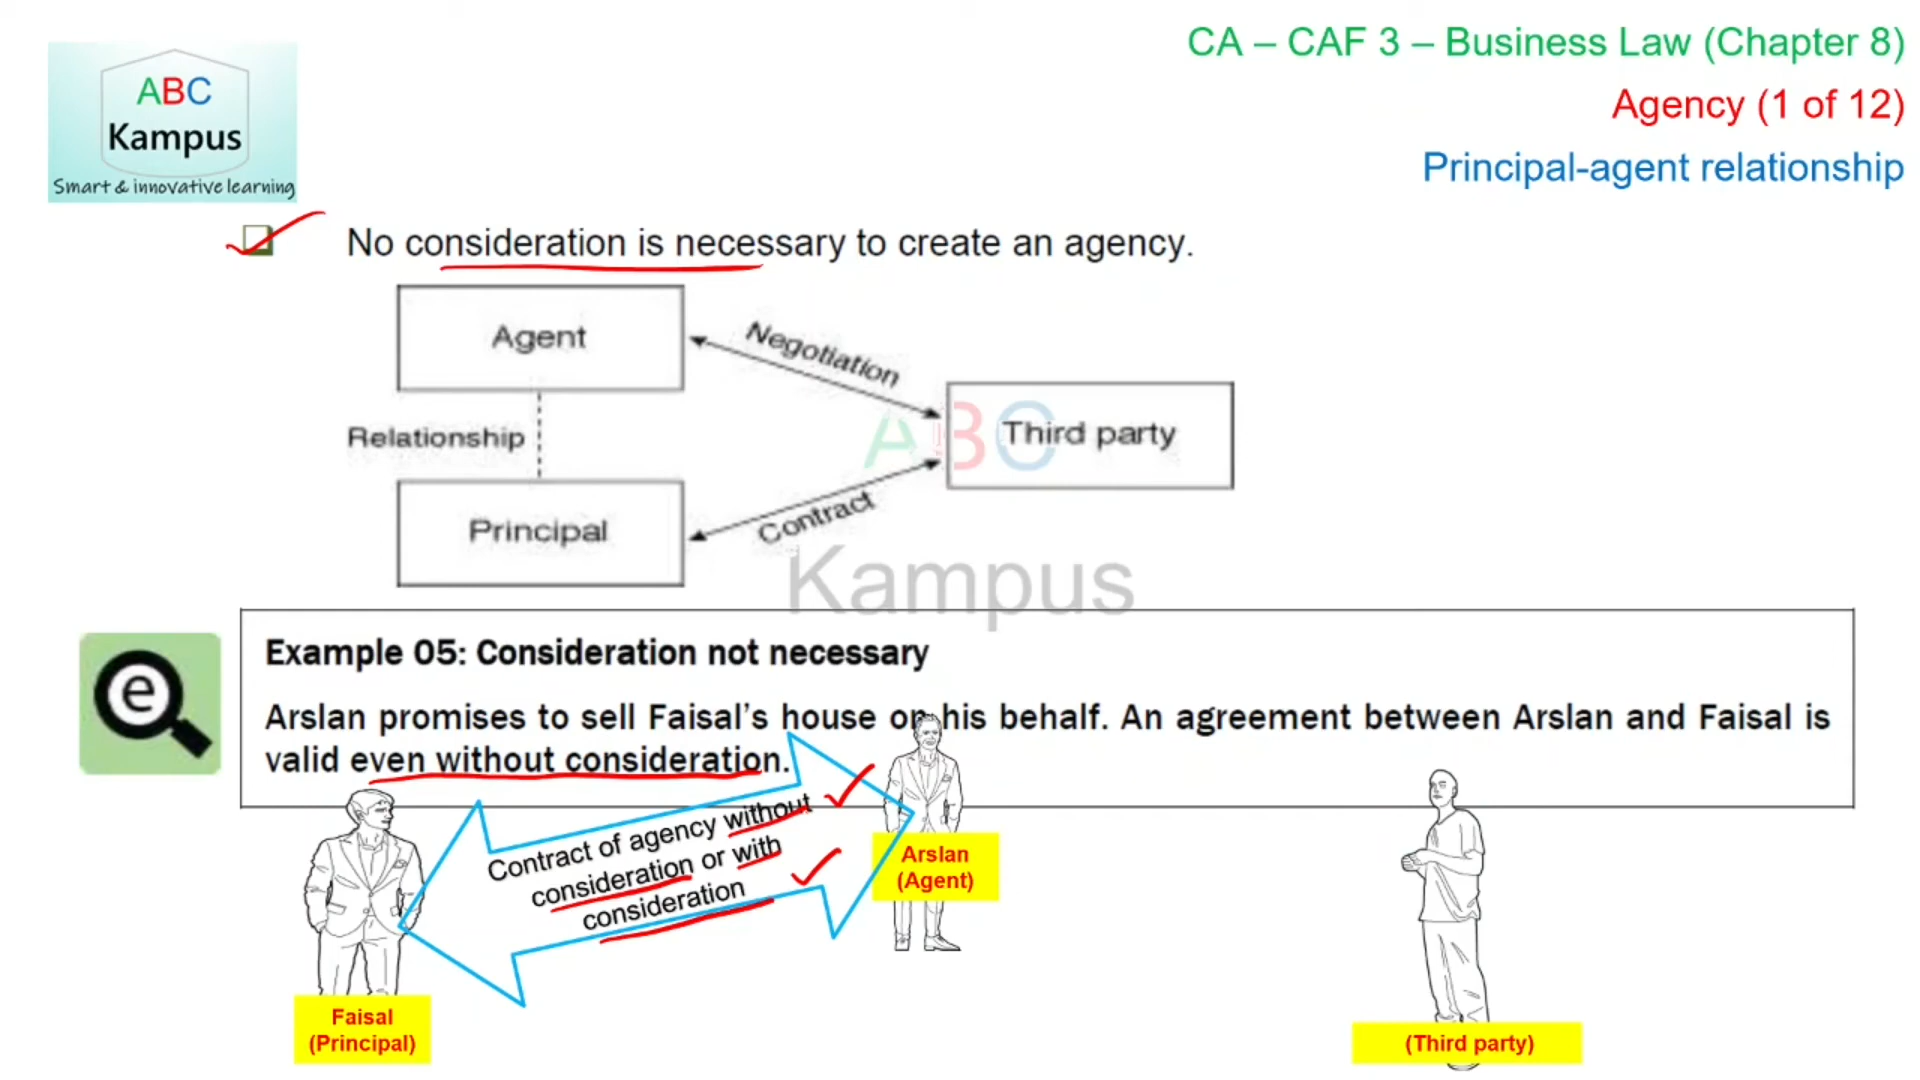 ABC
Kampus
Smart & innovative learning
CA – CAF 3 – Business Law (Chapter 8)
Agency (1 of 12)
Principal-agent relationship
No consideration is necessary to create an agency.
Agent
Negotiation
Relationship
Third party
Principal
Contract
ABC
Kampus
e
Example 05: Consideration not necessary
Arslan promises to sell Faisal's house on his behalf. An agreement between Arslan and Faisal is
valid even without consideration.
Contract of agency without
consideration or with
consideration
Arslan
(Agent)
Faisal
(Principal)
(Third party)